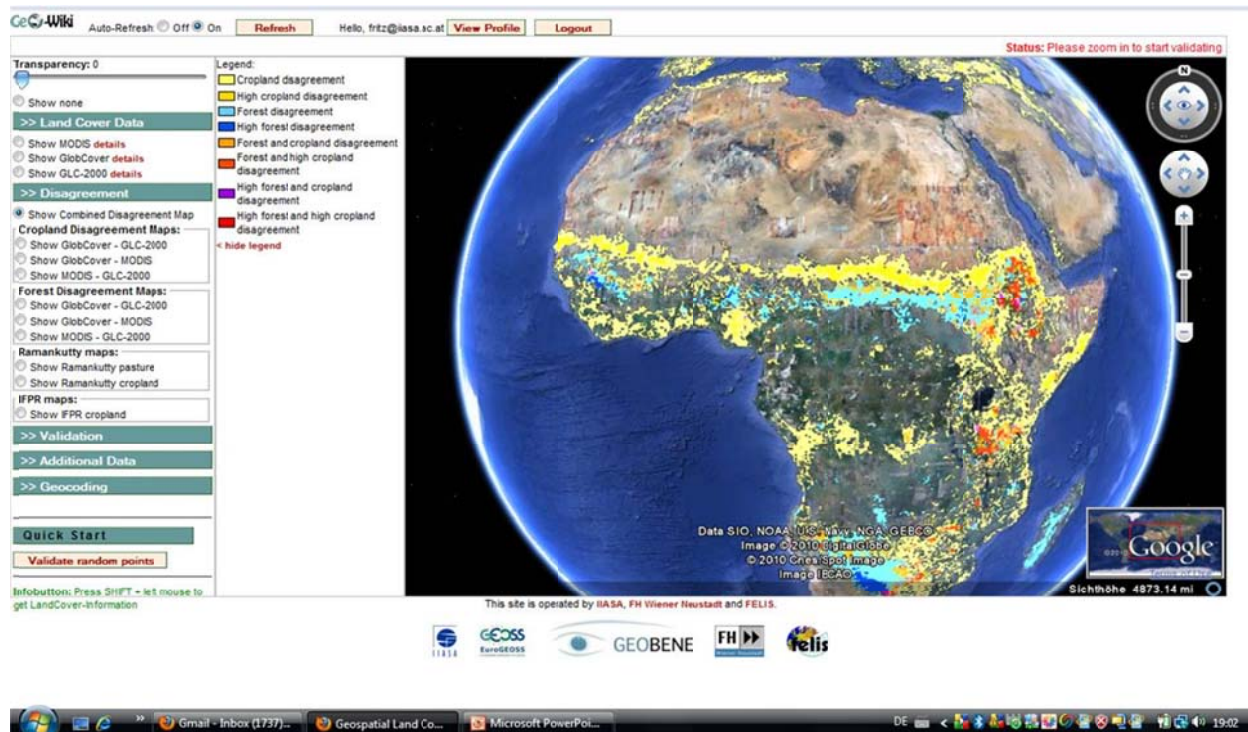 Geo-Wiki
Auto-Refresh Off On Refresh Hello, fritz@iiasa.ac.at View Profile Logout
Status: Please zoom in to start validating
Transparency: 0
Show none
>> Land Cover Data
Show MODIS details
Show GlobCover details
Show GLC-2000 details
>> Disagreement
Show Combined Disagreement Map
Cropland Disagreement Maps:
Show GlobCover - GLC-2000
Show GlobCover - MODIS
Show MODIS - GLC-2000
Forest Disagreement Maps:
Show GlobCover - GLC-2000
Show GlobCover - MODIS
Show MODIS - GLC-2000
Ramankutty maps:
Show Ramankutty pasture
Show Ramankutty cropland
IFPR maps:
Show IFPR cropland
>> Validation
>> Additional Data
>> Geocoding
Quick Start
Validate random points
Infobutton: Press SHIFT + let mouse to
get LandCover-Information
Legend:
Cropland disagreement
High cropland disagreement
Forest disagreement
High forest disagreement
Forest and cropland disagreement
Forest and high cropland
disagreement
High forest and cropland
disagreement
High forest and high cropland
disagreement
< hide legend
N
Data SIO, NOAA, U.S. Navy, NGA, GEBCO
Image © 2010 DigitalGlobe
© 2010 Cnes/Spot Image
Image IBCAO
Google
Terms of Use
Sichthöhe 4873.14 mi
This site is operated by IIASA, FH Wiener Neustadt and FELIS.
IIASA
GEOSS
EuroGEOSS
GEOBENE
FH
Wiener Neustadt
felis
Gmail - Inbox (1737)... Geospatial Land Co... Microsoft PowerPoi... DE 19:02